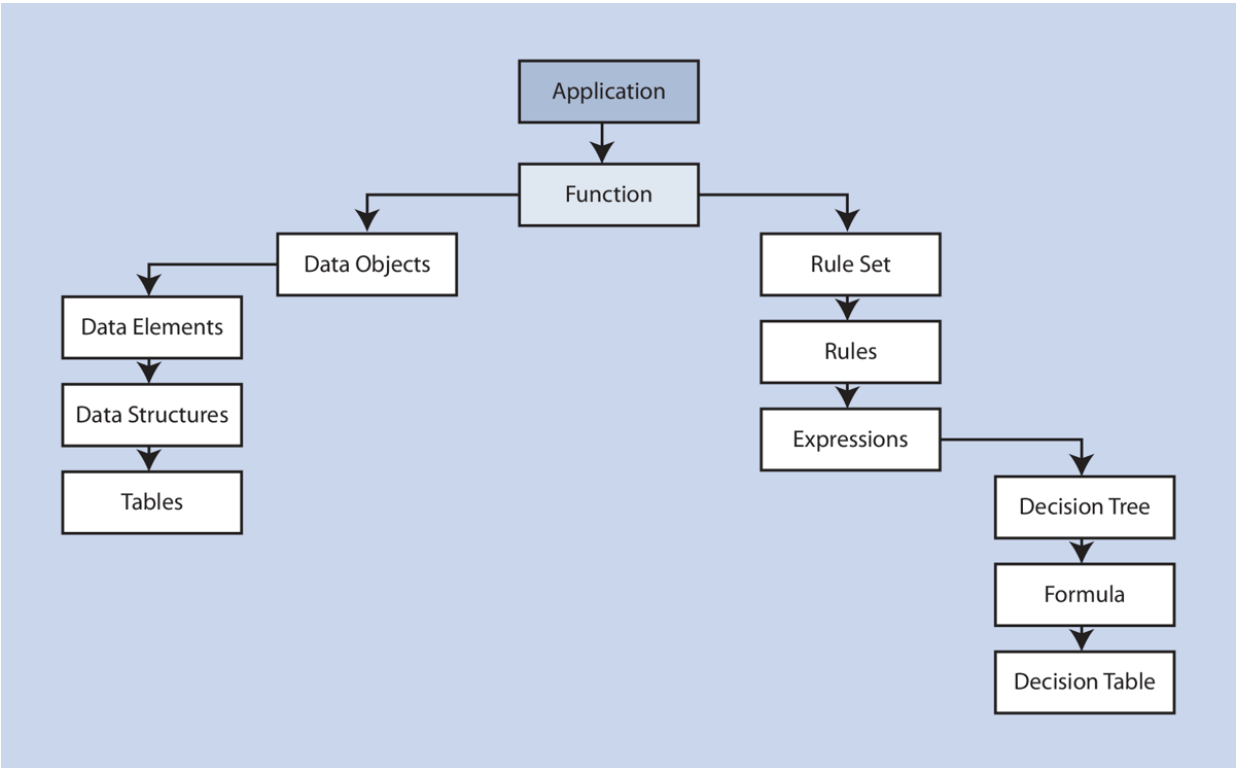 Application
Function
Data Objects
Rule Set
Data Elements
Rules
Data Structures
Expressions
Tables
Decision Tree
Formula
Decision Table